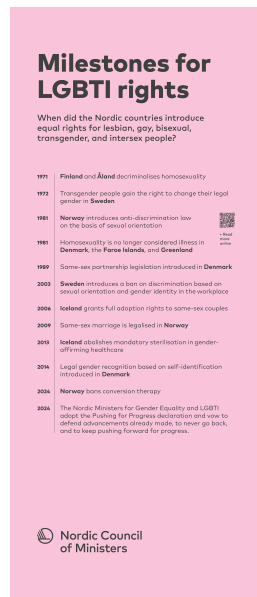 Milestones for
LGBTI rights
When did the Nordic countries introduce
equal rights for lesbian, gay, bisexual,
transgender, and intersex people?
1971 Finland and Åland decriminalises homosexuality
1972 Transgender people gain the right to change their legal
gender in Sweden
1981 Norway introduces anti-discrimination law
on the basis of sexual orientation
→ Read
more
online
1981 Homosexuality is no longer considered illness in
Denmark, the Faroe Islands, and Greenland
1989 Same-sex partnership legislation introduced in Denmark
2003 Sweden introduces a ban on discrimination based on
sexual orientation and gender identity in the workplace
2006 Iceland grants full adoption rights to same-sex couples
2009 Same-sex marriage is legalised in Norway
2013 Iceland abolishes mandatory sterilisation in gender-
affirming healthcare
2014 Legal gender recognition based on self-identification
introduced in Denmark
2024 Norway bans conversion therapy
2024 The Nordic Ministers for Gender Equality and LGBTI
adopt the Pushing for Progress declaration and vow to
defend advancements already made, to never go back,
and to keep pushing forward for progress.
Nordic Council
of Ministers